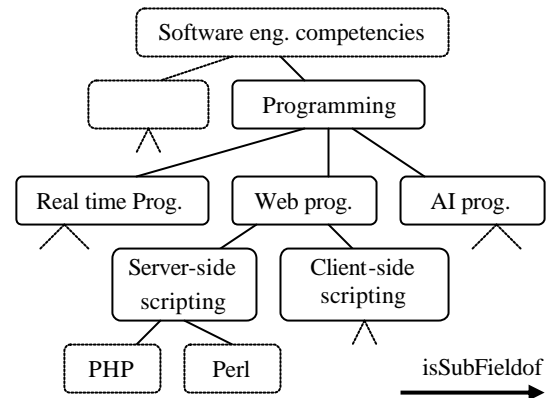 Software eng. competencies
Programming
Real time Prog.
Web prog.
AI prog.
Server-side
scripting
Client-side
scripting
PHP
Perl
isSubFieldof